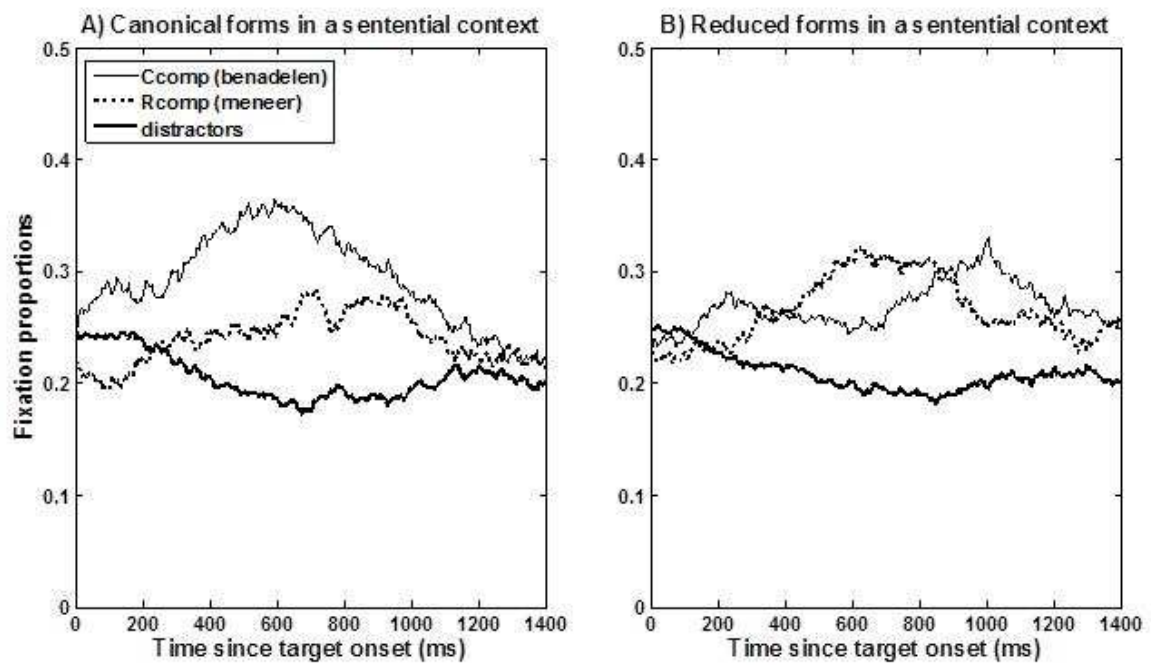 A) Canonical forms in a sentential context
B) Reduced forms in a sentential context
0.5
0.4
0.3
0.2
0.1
0
Fixation proportions
Ccomp (benadelen)
Rcomp (meneer)
distractors
0 200 400 600 800 1000 1200 1400
Time since target onset (ms)
0.5
0.4
0.3
0.2
0.1
0
0 200 400 600 800 1000 1200 1400
Time since target onset (ms)